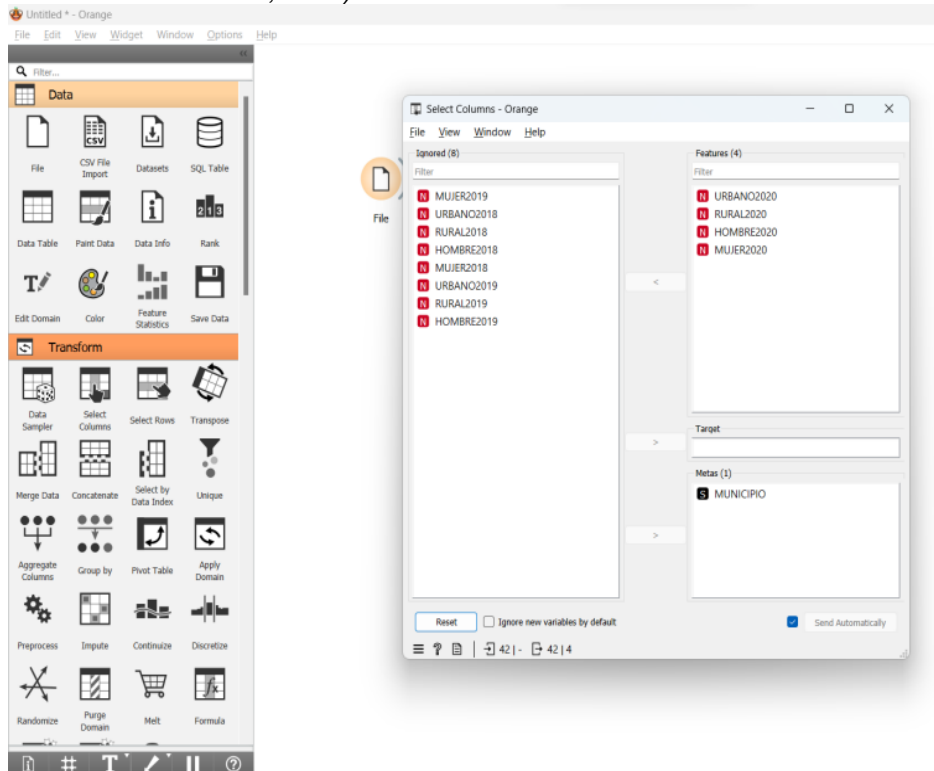 Untitled * - Orange
File Edit View Widget Window Options Help
Filter...
Data
File
CSV File Import
Datasets
SQL Table
Data Table
Paint Data
Data Info
Rank
Edit Domain
Color
Feature Statistics
Save Data
Transform
Data Sampler
Select Columns
Select Rows
Transpose
Merge Data
Concatenate
Select by Data Index
Unique
Aggregate Columns
Group by
Pivot Table
Apply Domain
Preprocess
Impute
Continuize
Discretize
Randomize
Purge Domain
Melt
Formula
File
Select Columns - Orange
File View Window Help
Ignored (8)
Filter
N MUJER2019
N URBANO2018
N RURAL2018
N HOMBRE2018
N MUJER2018
N URBANO2019
N RURAL2019
N HOMBRE2019
<
>
>
Features (4)
Filter
N URBANO2020
N RURAL2020
N HOMBRE2020
N MUJER2020
Target
Metas (1)
S MUNICIPIO
Reset
Ignore new variables by default
Send Automatically
42 | - 42 | 4